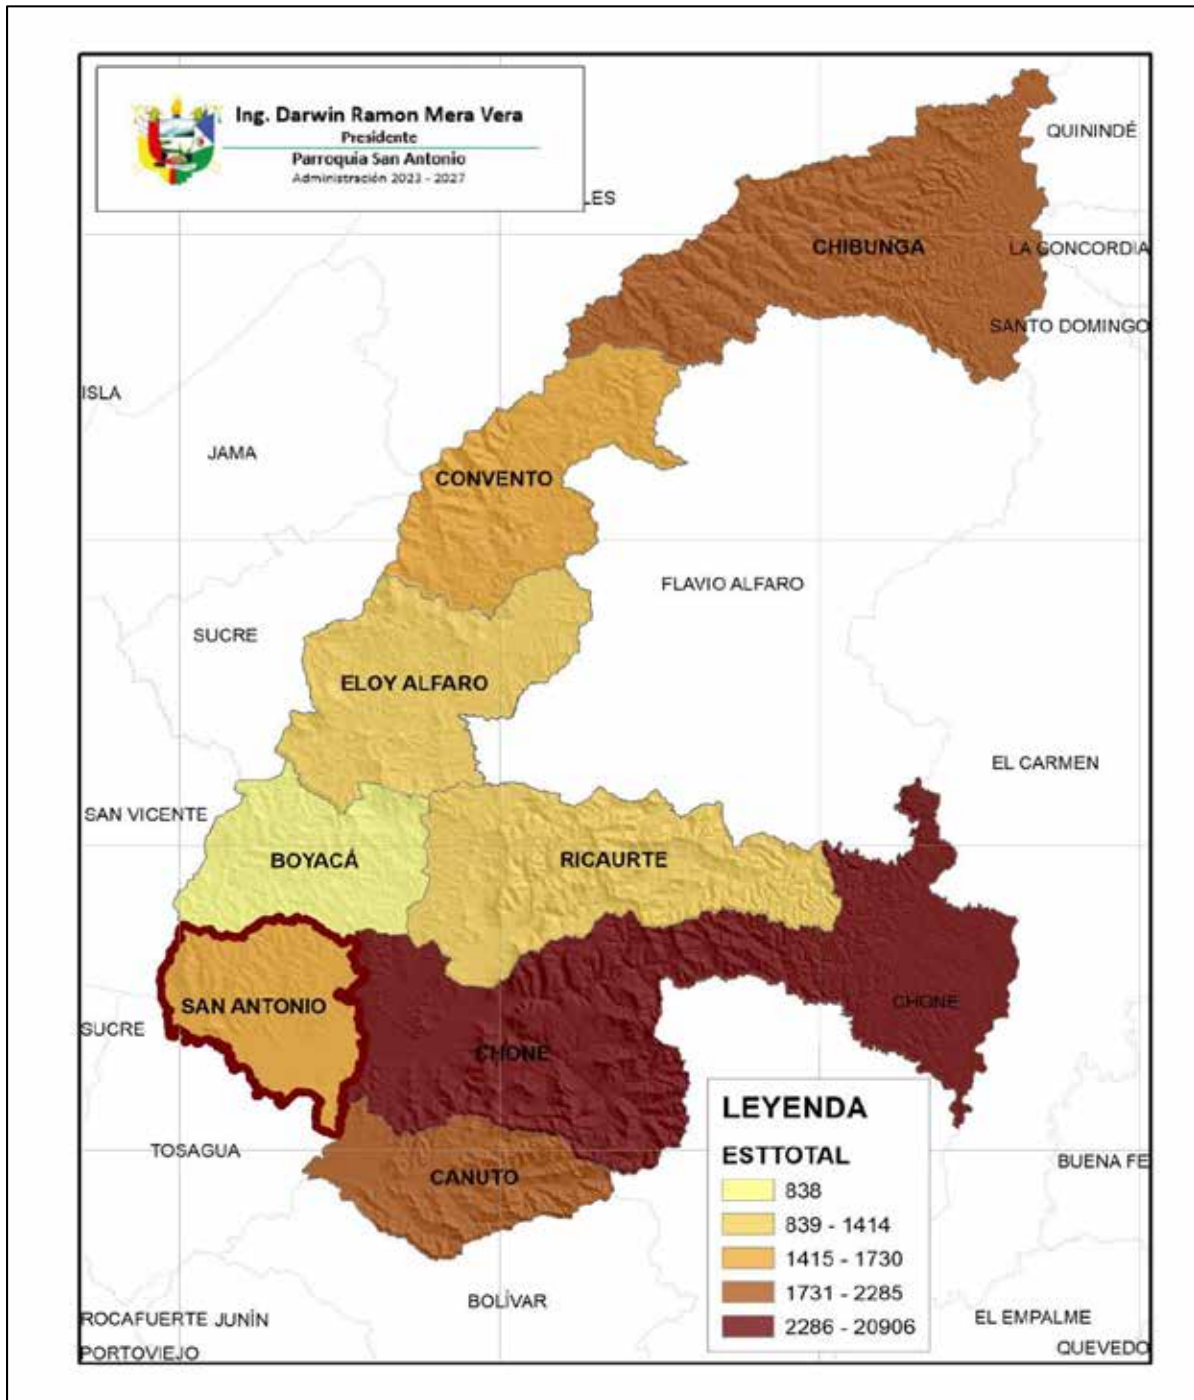 Ing. Darwin Ramon Mera Vera
Presidente
Parroquia San Antonio
Administración 2023 - 2027
LES
QUININDÉ
CHIBUNGA
LA CONCORDIA
SANTO DOMINGO
ISLA
JAMA
CONVENTO
FLAVIO ALFARO
SUCRE
ELOY ALFARO
EL CARMEN
SAN VICENTE
BOYACÁ
RICAURTE
SAN ANTONIO
CHONE
SUCRE
CHONE
TOSAGUA
CANUTO
BUENA FE
BOLÍVAR
ROCAFUERTE JUNÍN
EL EMPALME
PORTOVIEJO
QUEVEDO
LEYENDA
ESTTOTAL
838
839 - 1414
1415 - 1730
1731 - 2285
2286 - 20906